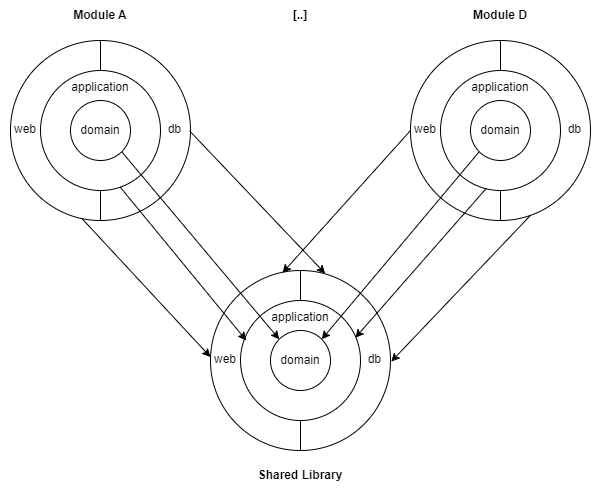 Module A
[..]
Module D
application
application
web
domain
db
web
domain
db
application
web
domain
db
Shared Library